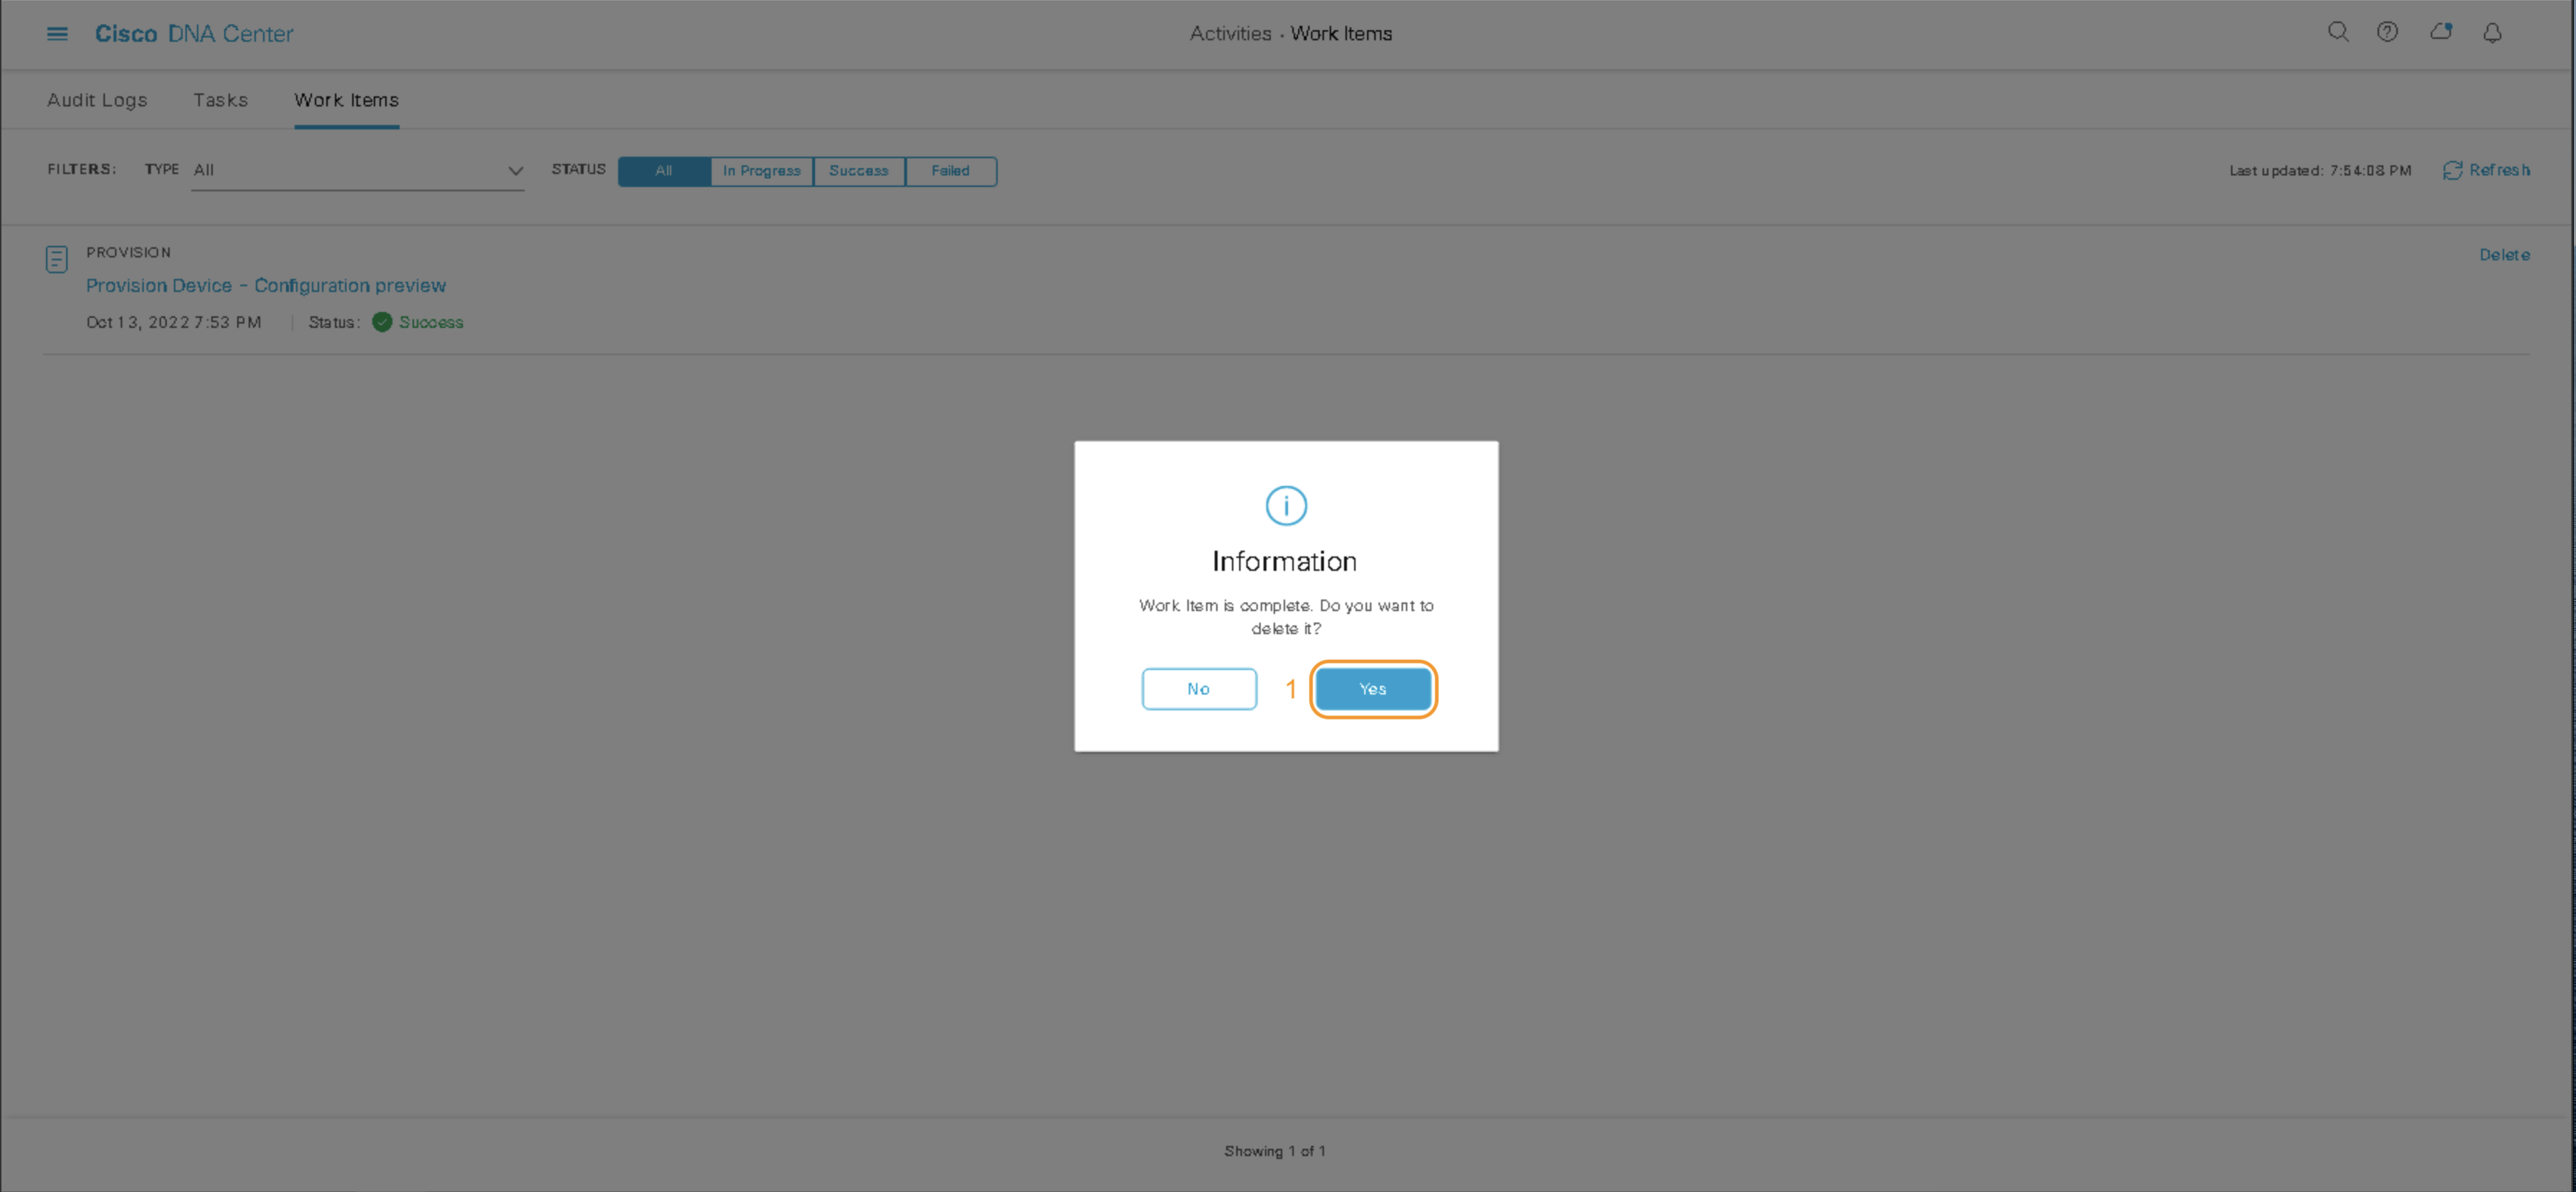 Cisco DNA Center
Activities · Work Items
Audit Logs Tasks Work Items
FILTERS: TYPE All STATUS All In Progress Success Failed Last updated: 7:54:08 PM Refresh
PROVISION Delete
Provision Device – Configuration preview
Oct 13, 2022 7:53 PM | Status: Success
Information
Work Item is complete. Do you want to
delete it?
No 1 Yes
Showing 1 of 1